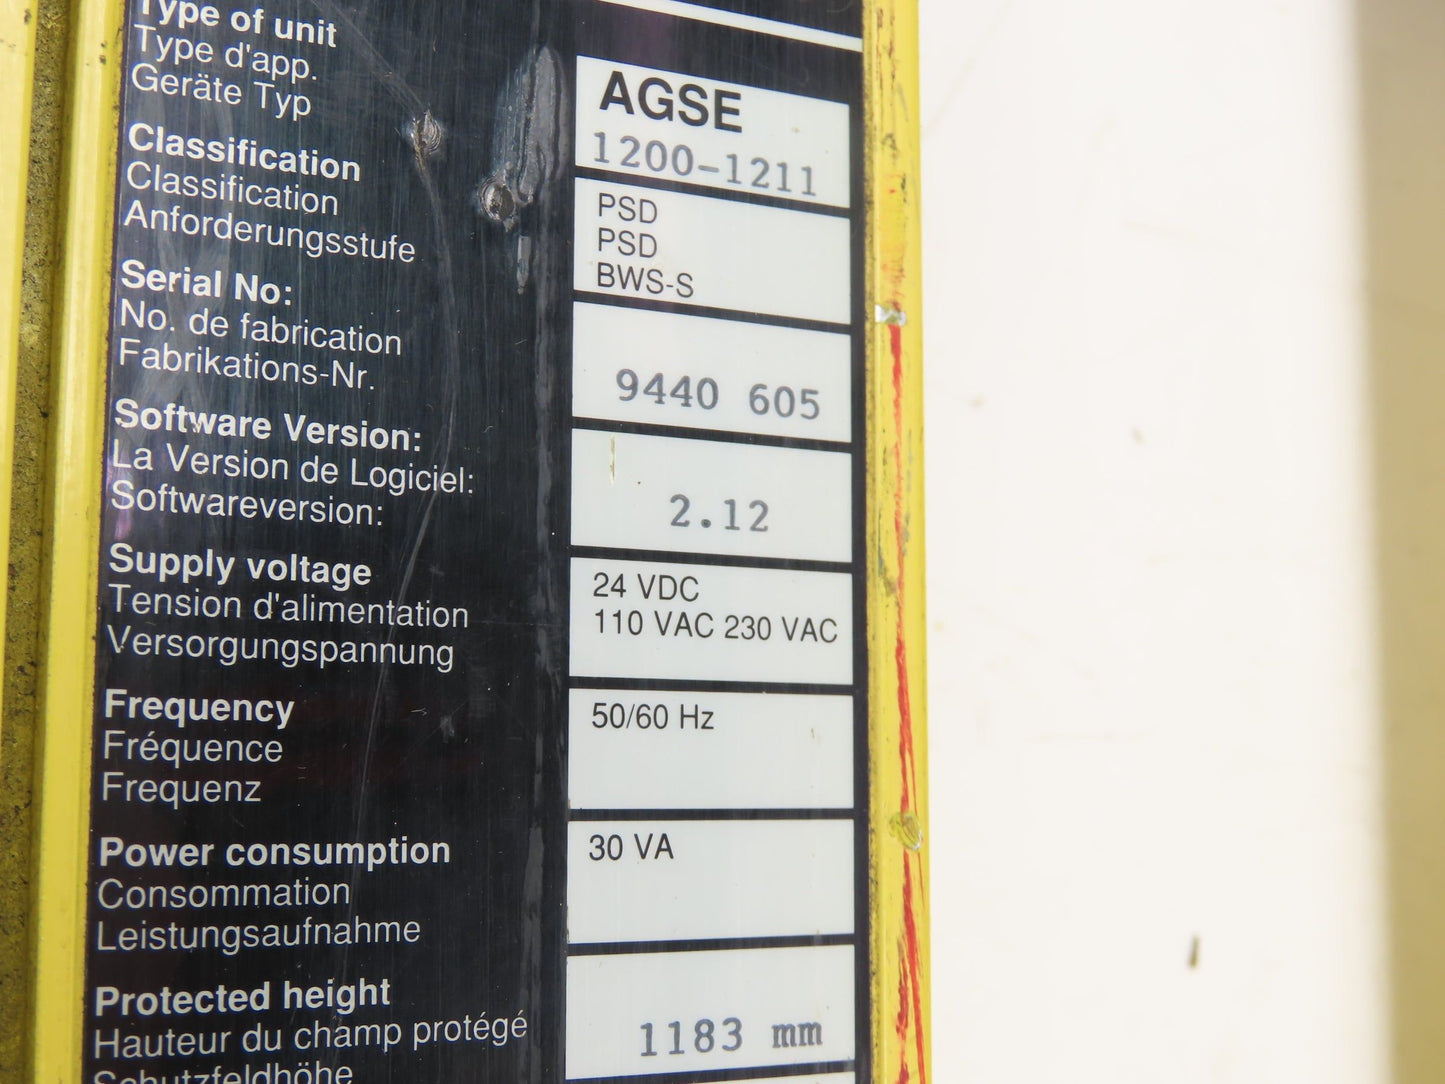 Type of unit
Type d'app.
Geräte Typ
AGSE
1200-1211
Classification
Classification
Anforderungsstufe
PSD
PSD
BWS-S
Serial No:
No. de fabrication
Fabrikations-Nr.
9440 605
Software Version:
La Version de Logiciel:
Softwareversion:
2.12
Supply voltage
Tension d'alimentation
Versorgungspannung
24 VDC
110 VAC 230 VAC
Frequency
Fréquence
Frequenz
50/60 Hz
Power consumption
Consommation
Leistungsaufnahme
30 VA
Protected height
Hauteur du champ protégé
Schutzfeldhöhe
1183 mm